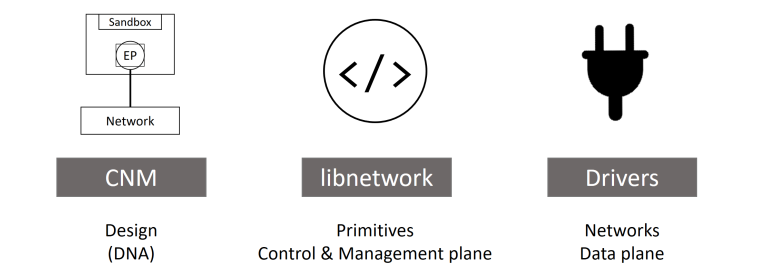 Sandbox
EP
Network
</>
CNM
libnetwork
Drivers
Design
(DNA)
Primitives
Control & Management plane
Networks
Data plane